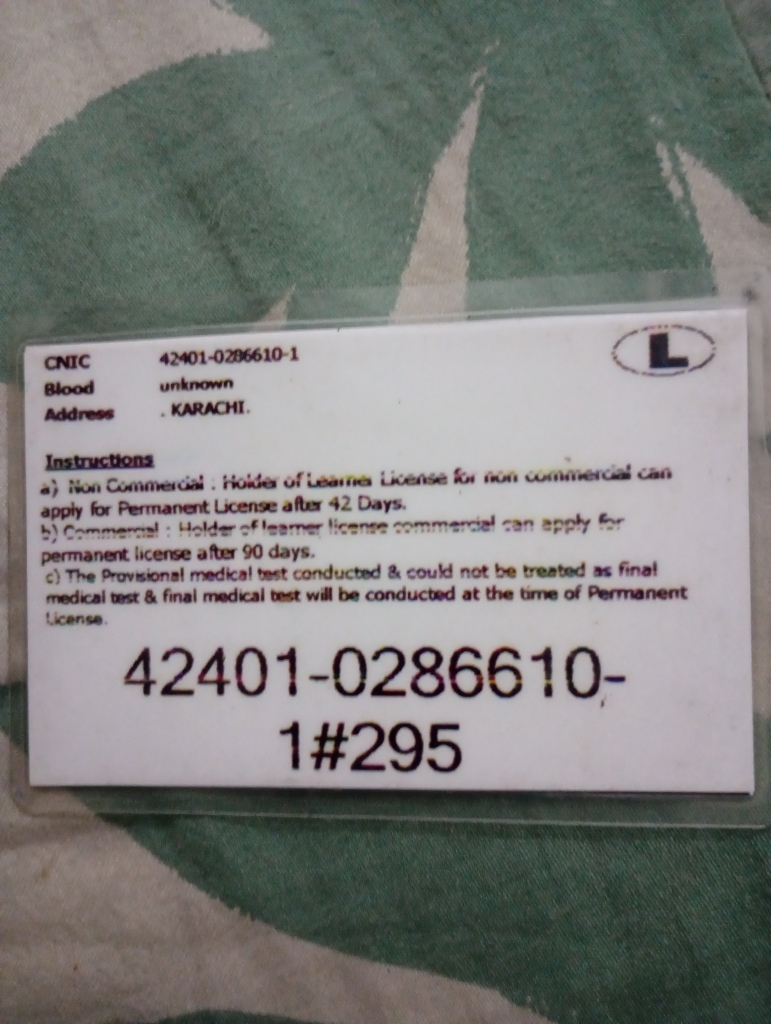 CNIC 42401-0286610-1
L
Blood unknown
Address . KARACHI.
Instructions
a) Non Commercial : Holder of Learner License for non commercial can
apply for Permanent License after 42 Days.
b) Commercial : Holder of learner license commercial can apply for
permanent license after 90 days.
c) The Provisional medical test conducted & could not be treated as final
medical test & final medical test will be conducted at the time of Permanent
License.
42401-0286610-
1#295